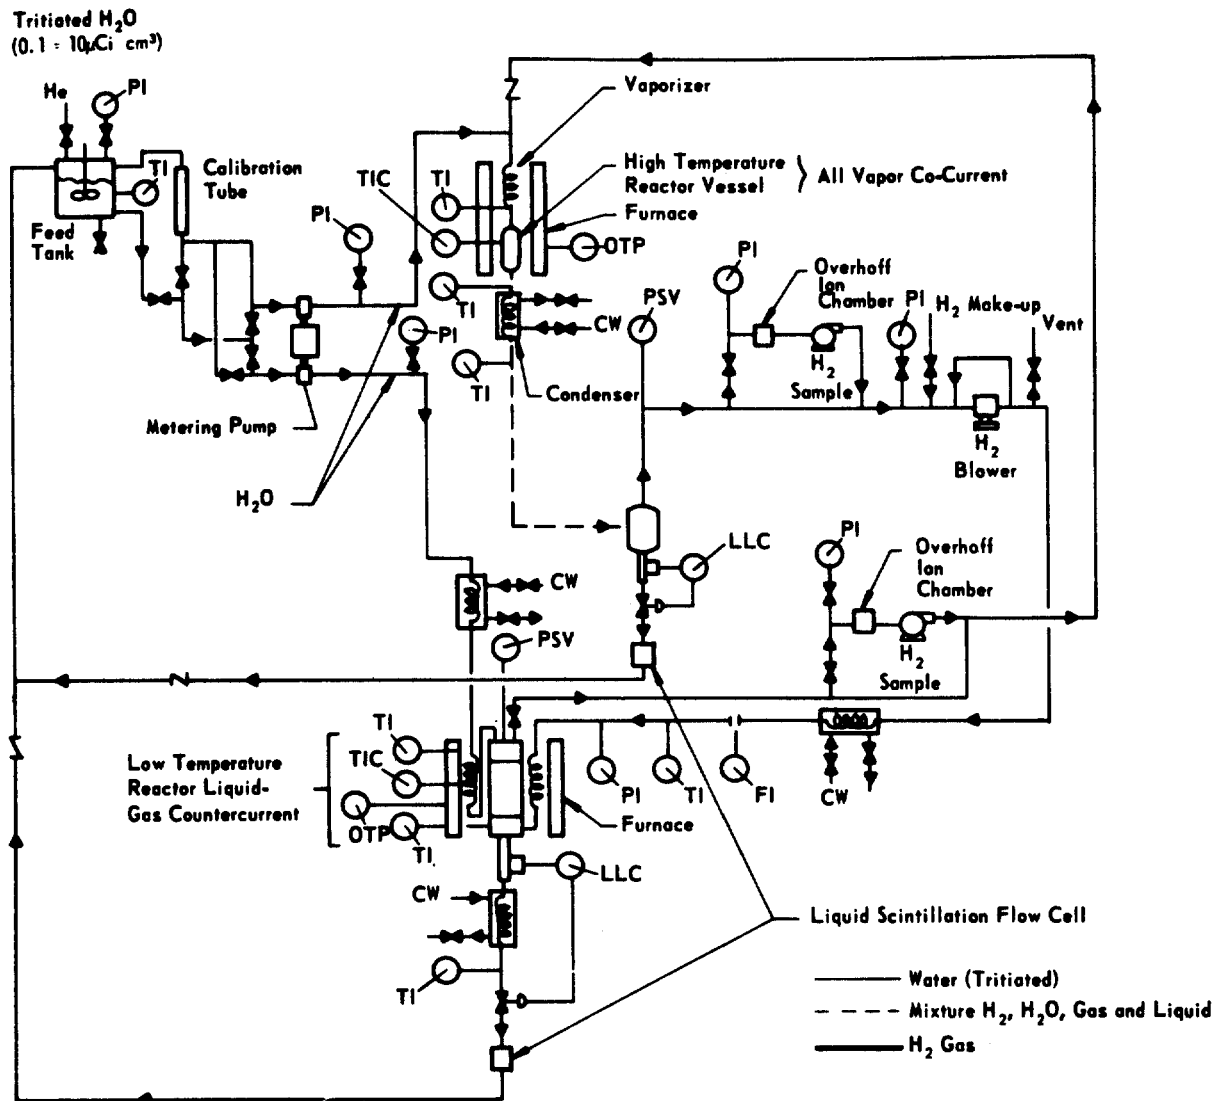 Tritiated H₂O
(0.1 = 10µCi cm³)
He
PI
TI
Calibration
Tube
Feed
Tank
PI
Metering Pump
H₂O
PI
Vaporizer
High Temperature
Reactor Vessel
All Vapor Co-Current
Furnace
TIC
TI
OTP
TI
CW
TI
Condenser
PSV
PI
Overhoff
Ion
Chamber
H₂
Sample
PI
H₂ Make-up
Vent
H₂
Blower
LLC
PI
Overhoff
Ion
Chamber
H₂
Sample
CW
PSV
TI
TIC
OTP
TI
Low Temperature
Reactor Liquid-
Gas Countercurrent
PI
TI
FI
CW
Furnace
LLC
CW
TI
Liquid Scintillation Flow Cell
Water (Tritiated)
Mixture H₂, H₂O, Gas and Liquid
H₂ Gas